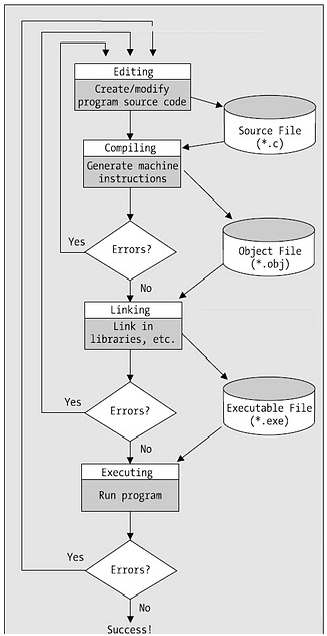 Editing
Create/modify
program source code
Source File
(*.c)
Compiling
Generate machine
instructions
Yes
Errors?
Object File
(*.obj)
No
Linking
Link in
libraries, etc.
Executable File
(*.exe)
Yes
Errors?
No
Executing
Run program
Yes
Errors?
No
Success!